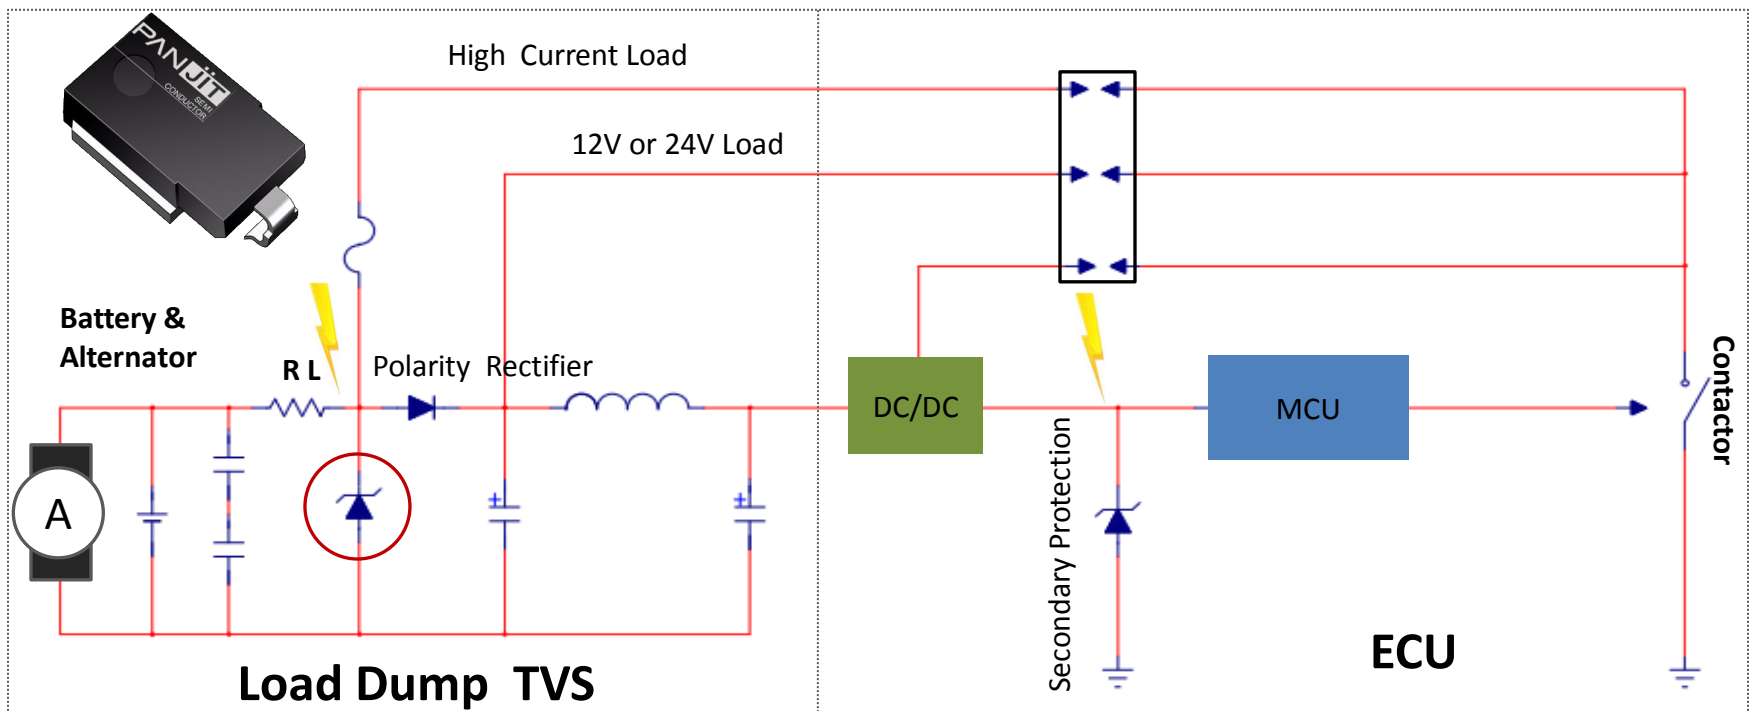 PANJIT
SEMI
CONDUCTOR
High Current Load
12V or 24V Load
Battery &
Alternator
R L
Polarity Rectifier
A
+
+
DC/DC
MCU
Contactor
Secondary Protection
Load Dump TVS
ECU